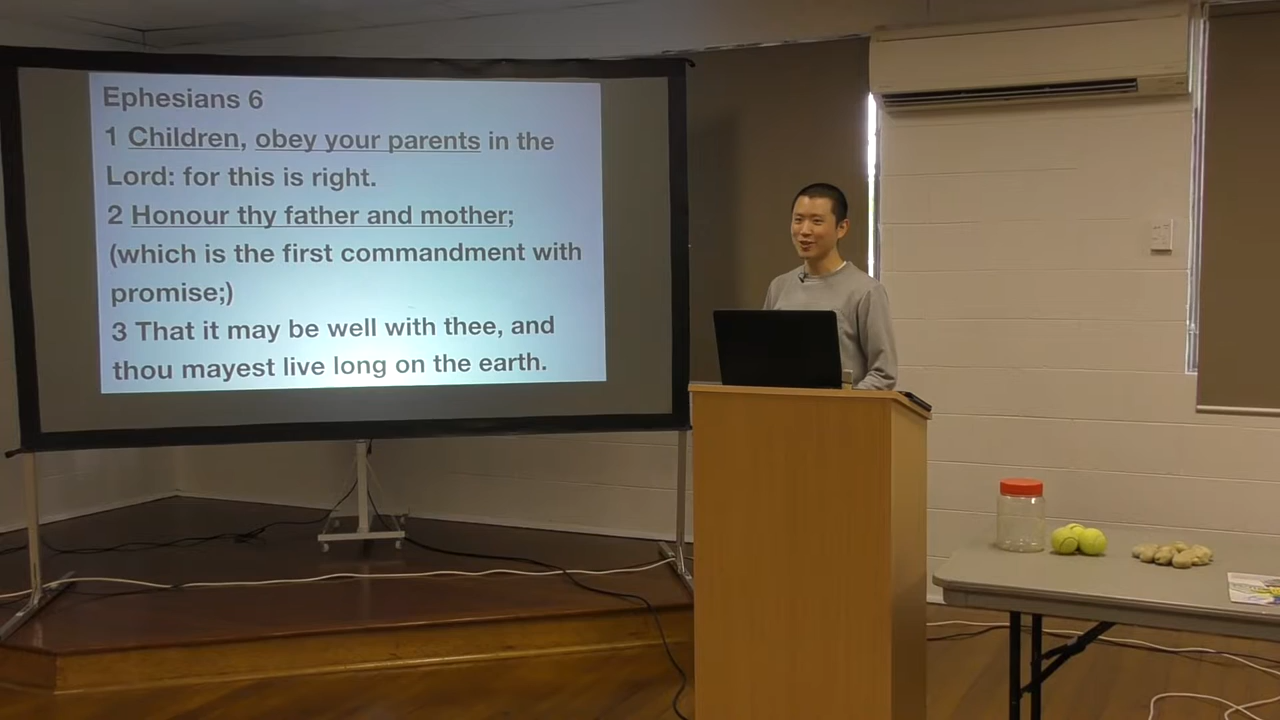 Ephesians 6
1 Children, obey your parents in the
Lord: for this is right.
2 Honour thy father and mother;
(which is the first commandment with
promise;)
3 That it may be well with thee, and
thou mayest live long on the earth.